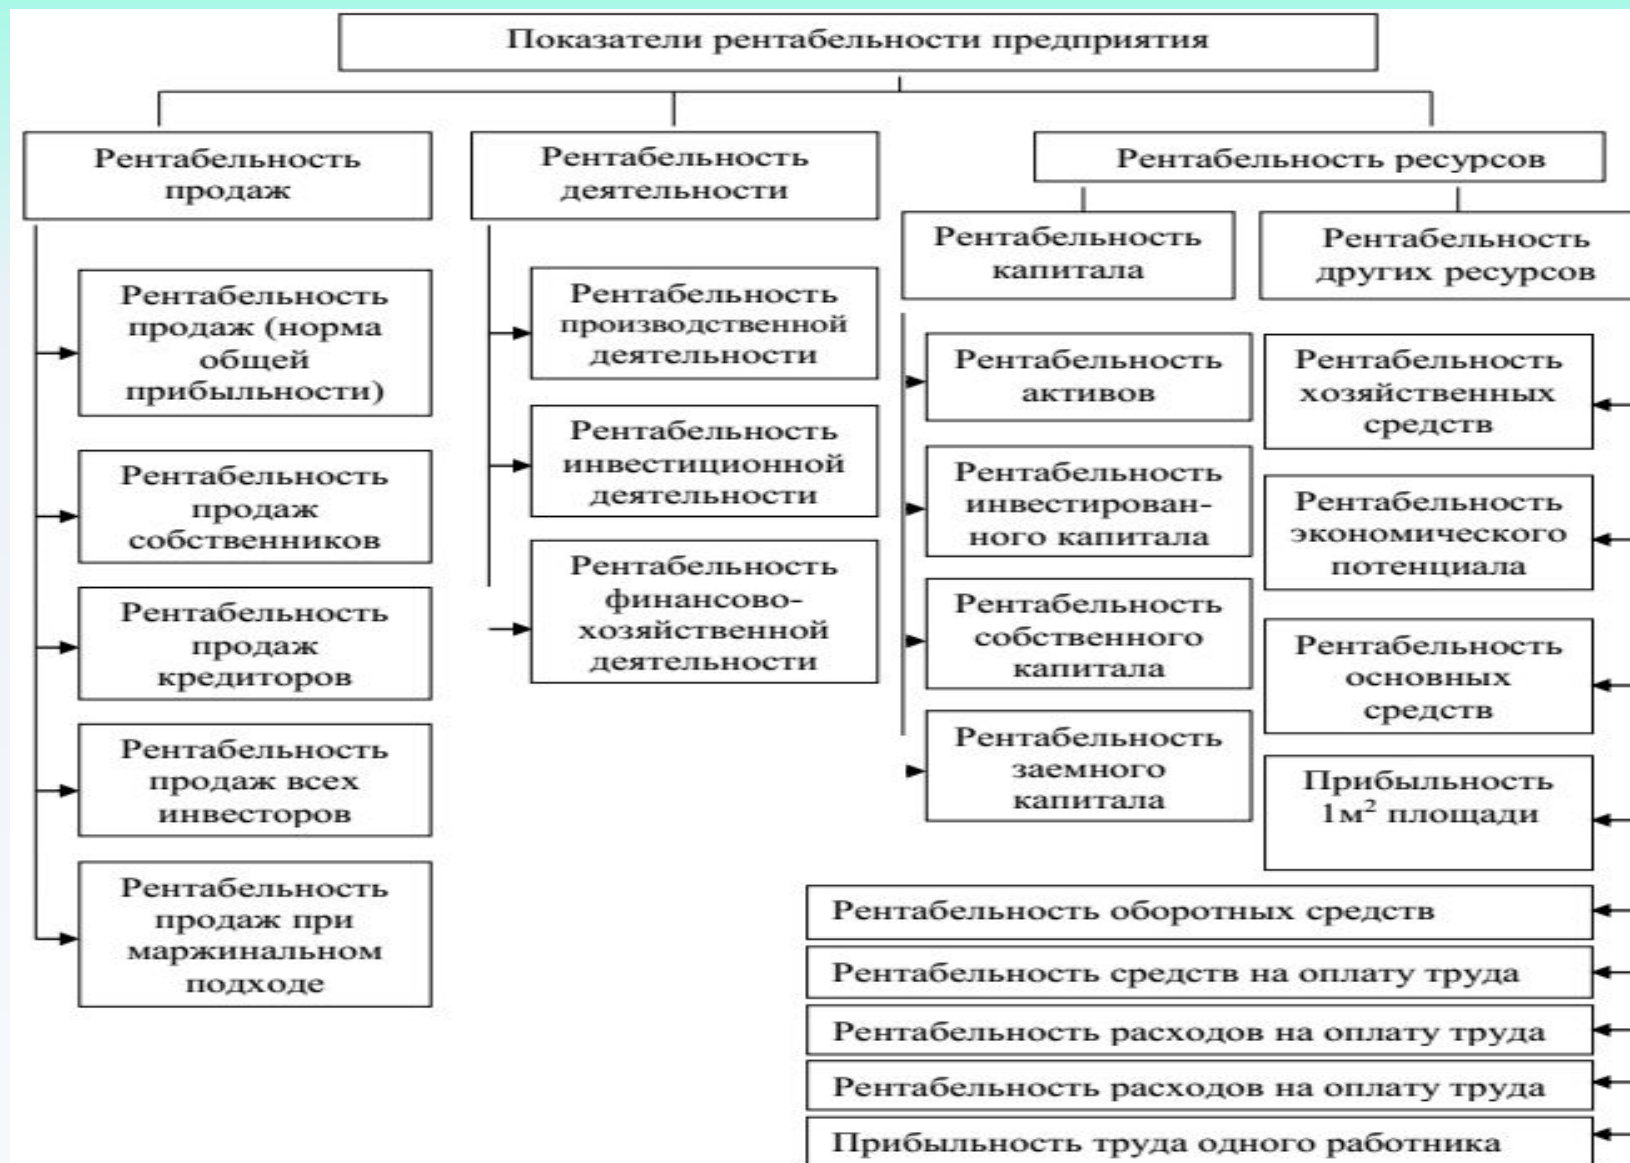 Показатели рентабельности предприятия
Рентабельность
продаж
Рентабельность
продаж (норма
общей
прибыльности)
Рентабельность
продаж
собственников
Рентабельность
продаж
кредиторов
Рентабельность
продаж всех
инвесторов
Рентабельность
продаж при
маржинальном
подходе
Рентабельность
деятельности
Рентабельность
производственной
деятельности
Рентабельность
инвестиционной
деятельности
Рентабельность
финансово-
хозяйственной
деятельности
Рентабельность ресурсов
Рентабельность
капитала
Рентабельность
активов
Рентабельность
инвестирован-
ного капитала
Рентабельность
собственного
капитала
Рентабельность
заемного
капитала
Рентабельность
других ресурсов
Рентабельность
хозяйственных
средств
Рентабельность
экономического
потенциала
Рентабельность
основных
средств
Прибыльность
1м² площади
Рентабельность оборотных средств
Рентабельность средств на оплату труда
Рентабельность расходов на оплату труда
Рентабельность расходов на оплату труда
Прибыльность труда одного работника